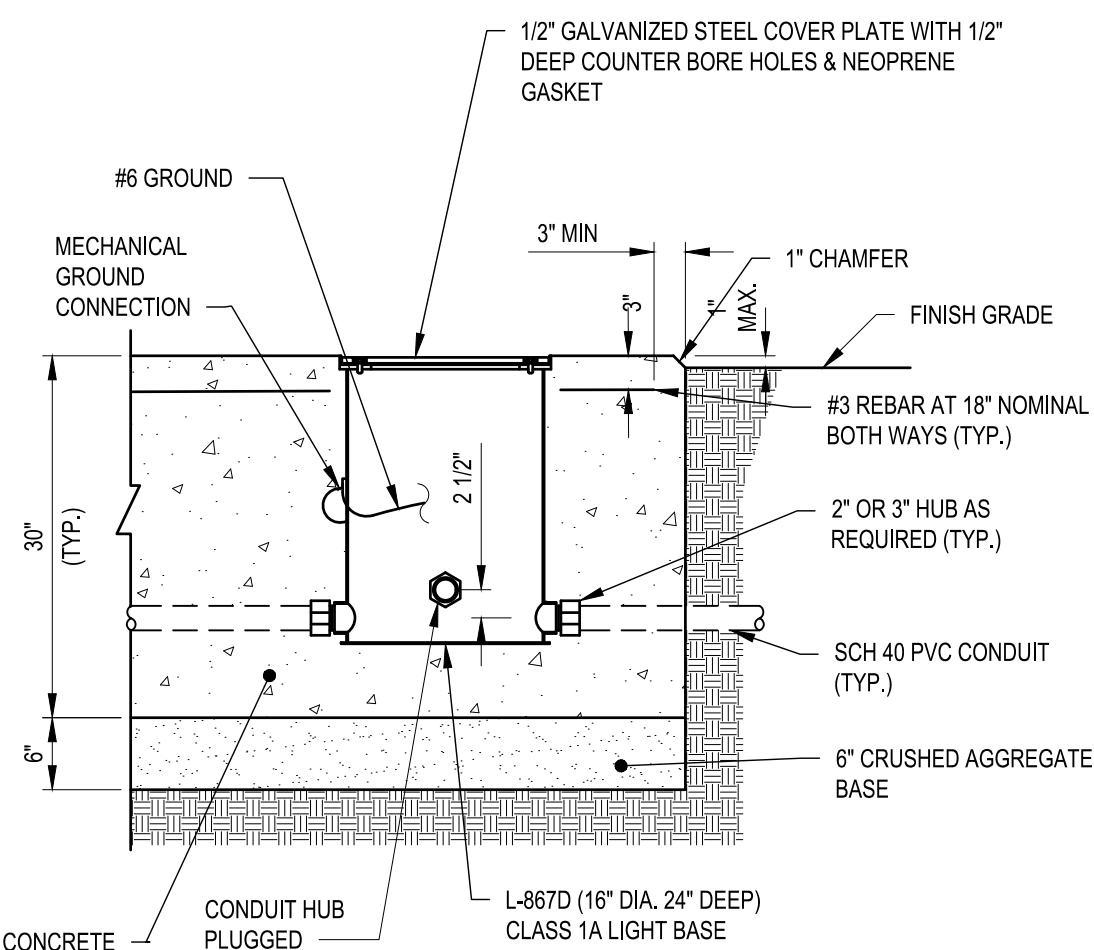 1/2" GALVANIZED STEEL COVER PLATE WITH 1/2"
DEEP COUNTER BORE HOLES & NEOPRENE
GASKET
#6 GROUND
MECHANICAL
GROUND
CONNECTION
3" MIN
1" CHAMFER
3"
1"
MAX.
FINISH GRADE
#3 REBAR AT 18" NOMINAL
BOTH WAYS (TYP.)
2 1/2"
2" OR 3" HUB AS
REQUIRED (TYP.)
30"
(TYP.)
SCH 40 PVC CONDUIT
(TYP.)
6"
6" CRUSHED AGGREGATE
BASE
L-867D (16" DIA. 24" DEEP)
CLASS 1A LIGHT BASE
CONDUIT HUB
PLUGGED
CONCRETE